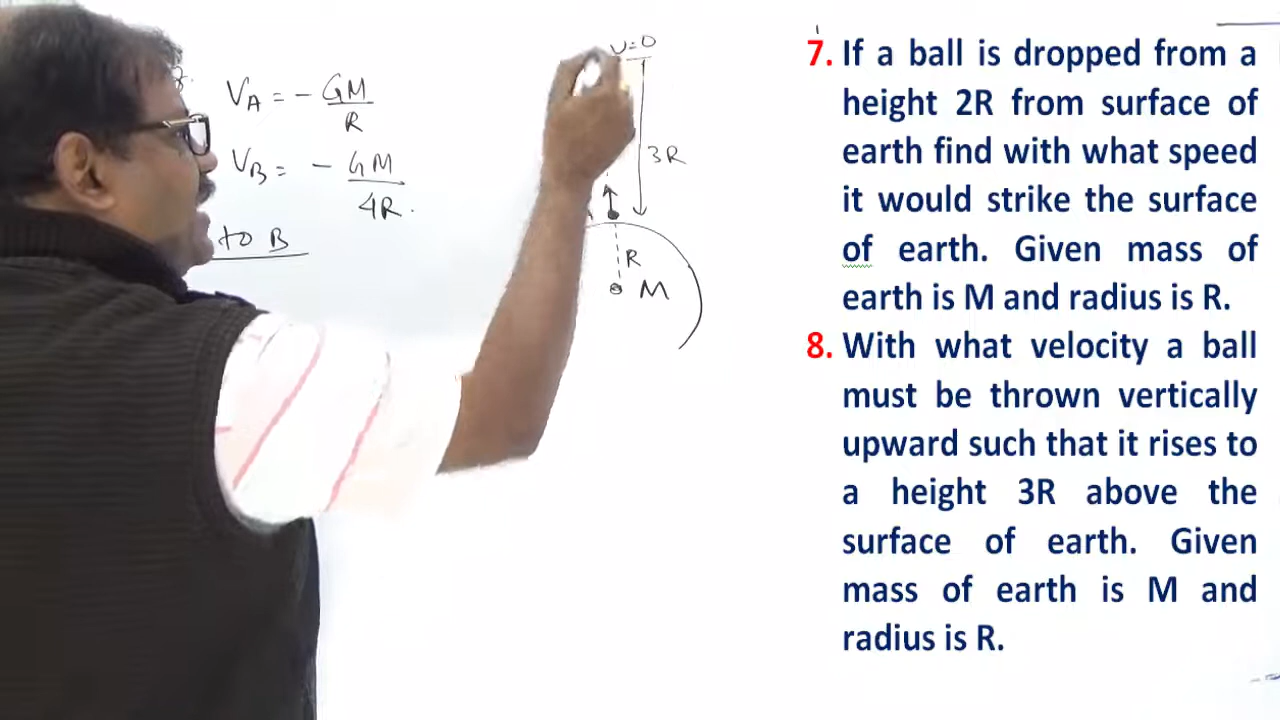 V_A = - GM/R
V_B = - GM/4R.
to B
v=0
3R
R
M
7. If a ball is dropped from a
height 2R from surface of
earth find with what speed
it would strike the surface
of earth. Given mass of
earth is M and radius is R.
8. With what velocity a ball
must be thrown vertically
upward such that it rises to
a height 3R above the
surface of earth. Given
mass of earth is M and
radius is R.